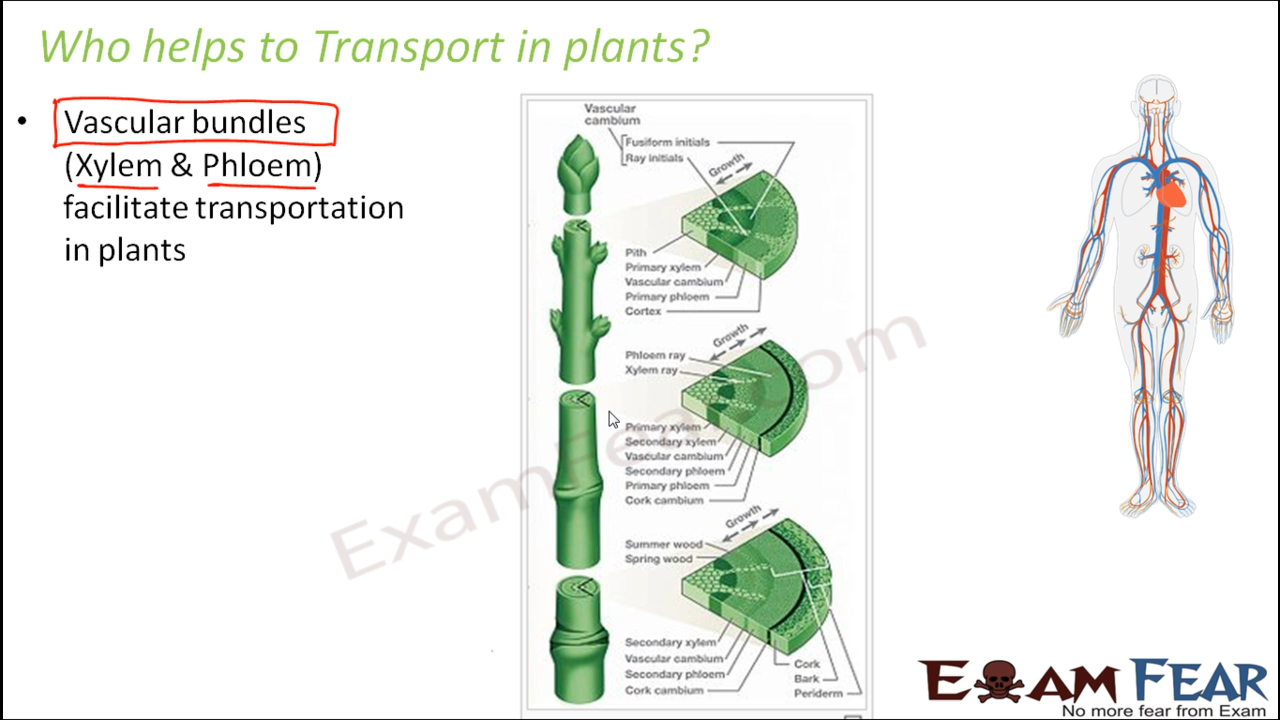 Who helps to Transport in plants?
• Vascular bundles
(Xylem & Phloem)
facilitate transportation
in plants
Vascular
cambium
Fusiform initials
Ray initials
Growth
Pith
Primary xylem
Vascular cambium
Primary phloem
Cortex
Growth
Phloem ray
Xylem ray
Primary xylem
Secondary xylem
Vascular cambium
Secondary phloem
Primary phloem
Cork cambium
Growth
Summer wood
Spring wood
Secondary xylem
Vascular cambium
Secondary phloem
Cork cambium
Cork
Bark
Periderm
ExamFear.com
EXAM FEAR
No more fear from Exam